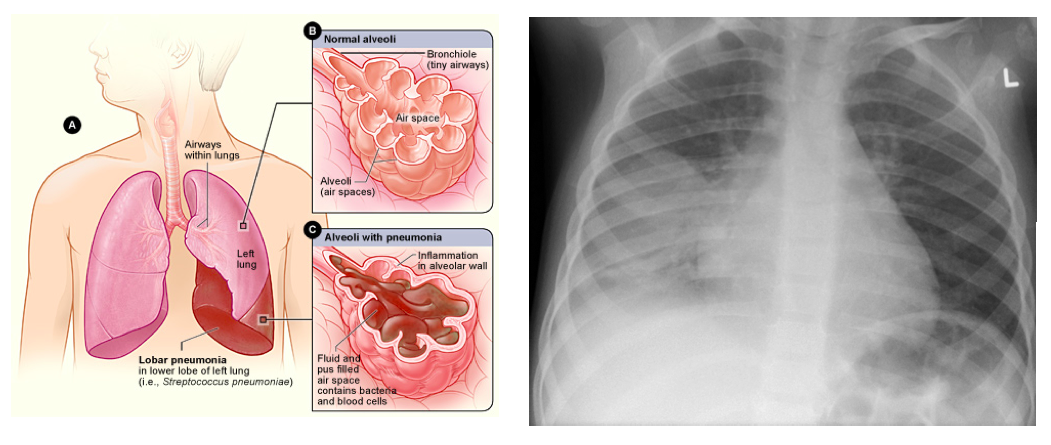 A
Airways
within lungs
Left
lung
Lobar pneumonia
in lower lobe of left lung
(i.e., Streptococcus pneumoniae)
B
Normal alveoli
Bronchiole
(tiny airways)
Air space
Alveoli
(air spaces)
C
Alveoli with pneumonia
Inflammation
in alveolar wall
Fluid and
pus filled
air space
contains bacteria
and blood cells
L